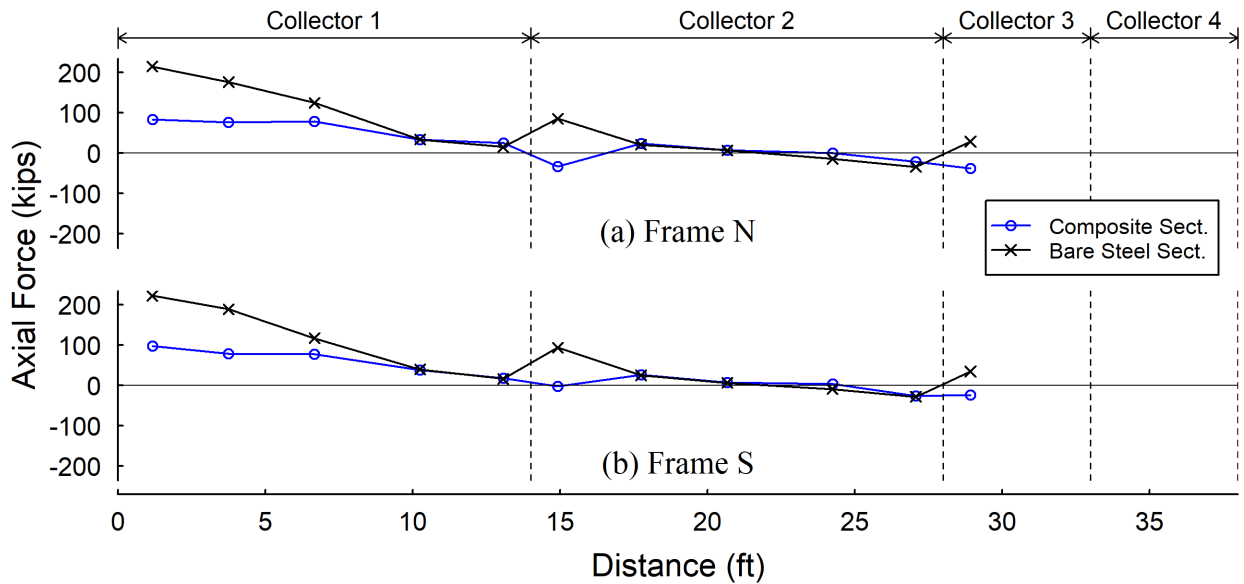 Collector 1 Collector 2 Collector 3 Collector 4
200
100
0
-100
-200
(a) Frame N
Composite Sect.
Bare Steel Sect.
Axial Force (kips)
200
100
0
-100
-200
(b) Frame S
0 5 10 15 20 25 30 35
Distance (ft)